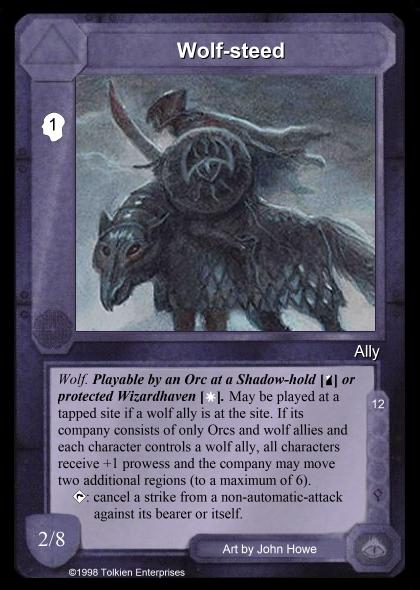 Wolf-steed
1
Ally
Wolf. Playable by an Orc at a Shadow-hold [] or
protected Wizardhaven []. May be played at a
tapped site if a wolf ally is at the site. If its
company consists of only Orcs and wolf allies and
each character controls a wolf ally, all characters
receive +1 prowess and the company may move
two additional regions (to a maximum of 6).
: cancel a strike from a non-automatic-attack
against its bearer or itself.
12
2/8
Art by John Howe
©1998 Tolkien Enterprises